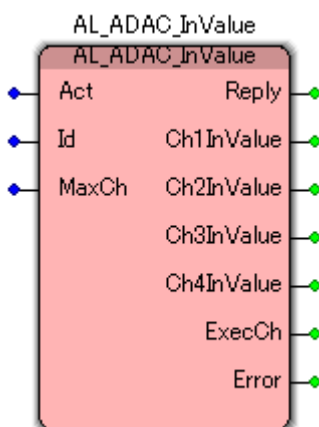 AL_ADAC_InValue
AL_ADAC_InValue
Act Reply
Id Ch1InValue
MaxCh Ch2InValue
Ch3InValue
Ch4InValue
ExecCh
Error